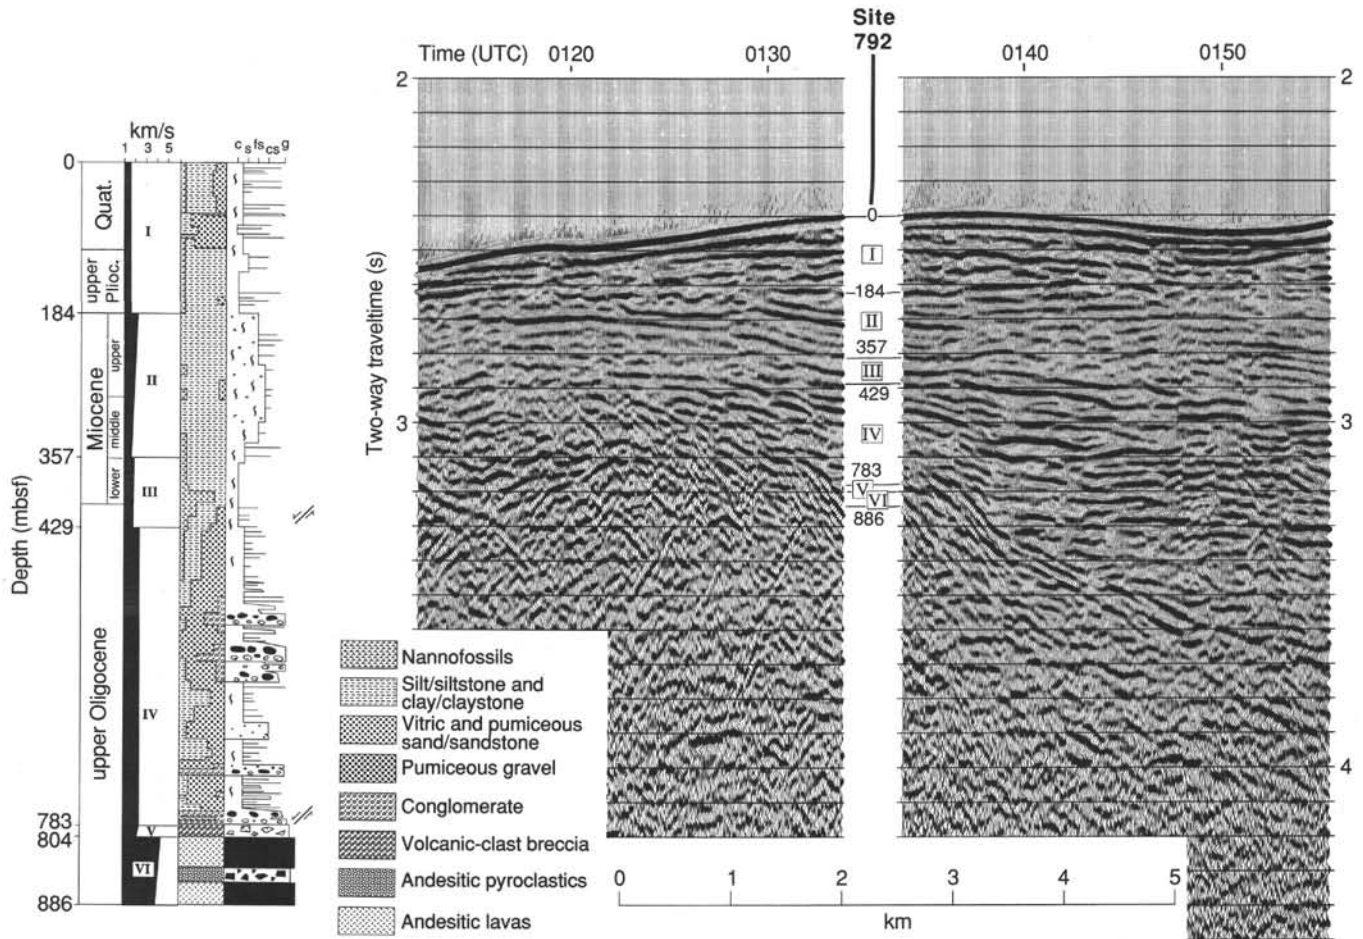 Site
792
Time (UTC)
0120
0130
0140
0150
2
2
km/s
1 3 5
c s fs cs g
0
0
Quat.
I
I
upper
Plioc.
184
184
Miocene
upper
middle
lower
II
II
357
357
III
III
429
429
Two-way traveltime (s)
3
3
IV
IV
Depth (mbsf)
upper Oligocene
783
783
V
V
804
VI
VI
886
886
4
Nannofossils
Silt/siltstone and
clay/claystone
Vitric and pumiceous
sand/sandstone
Pumiceous gravel
Conglomerate
Volcanic-clast breccia
Andesitic pyroclastics
Andesitic lavas
0 1 2 3 4 5
km